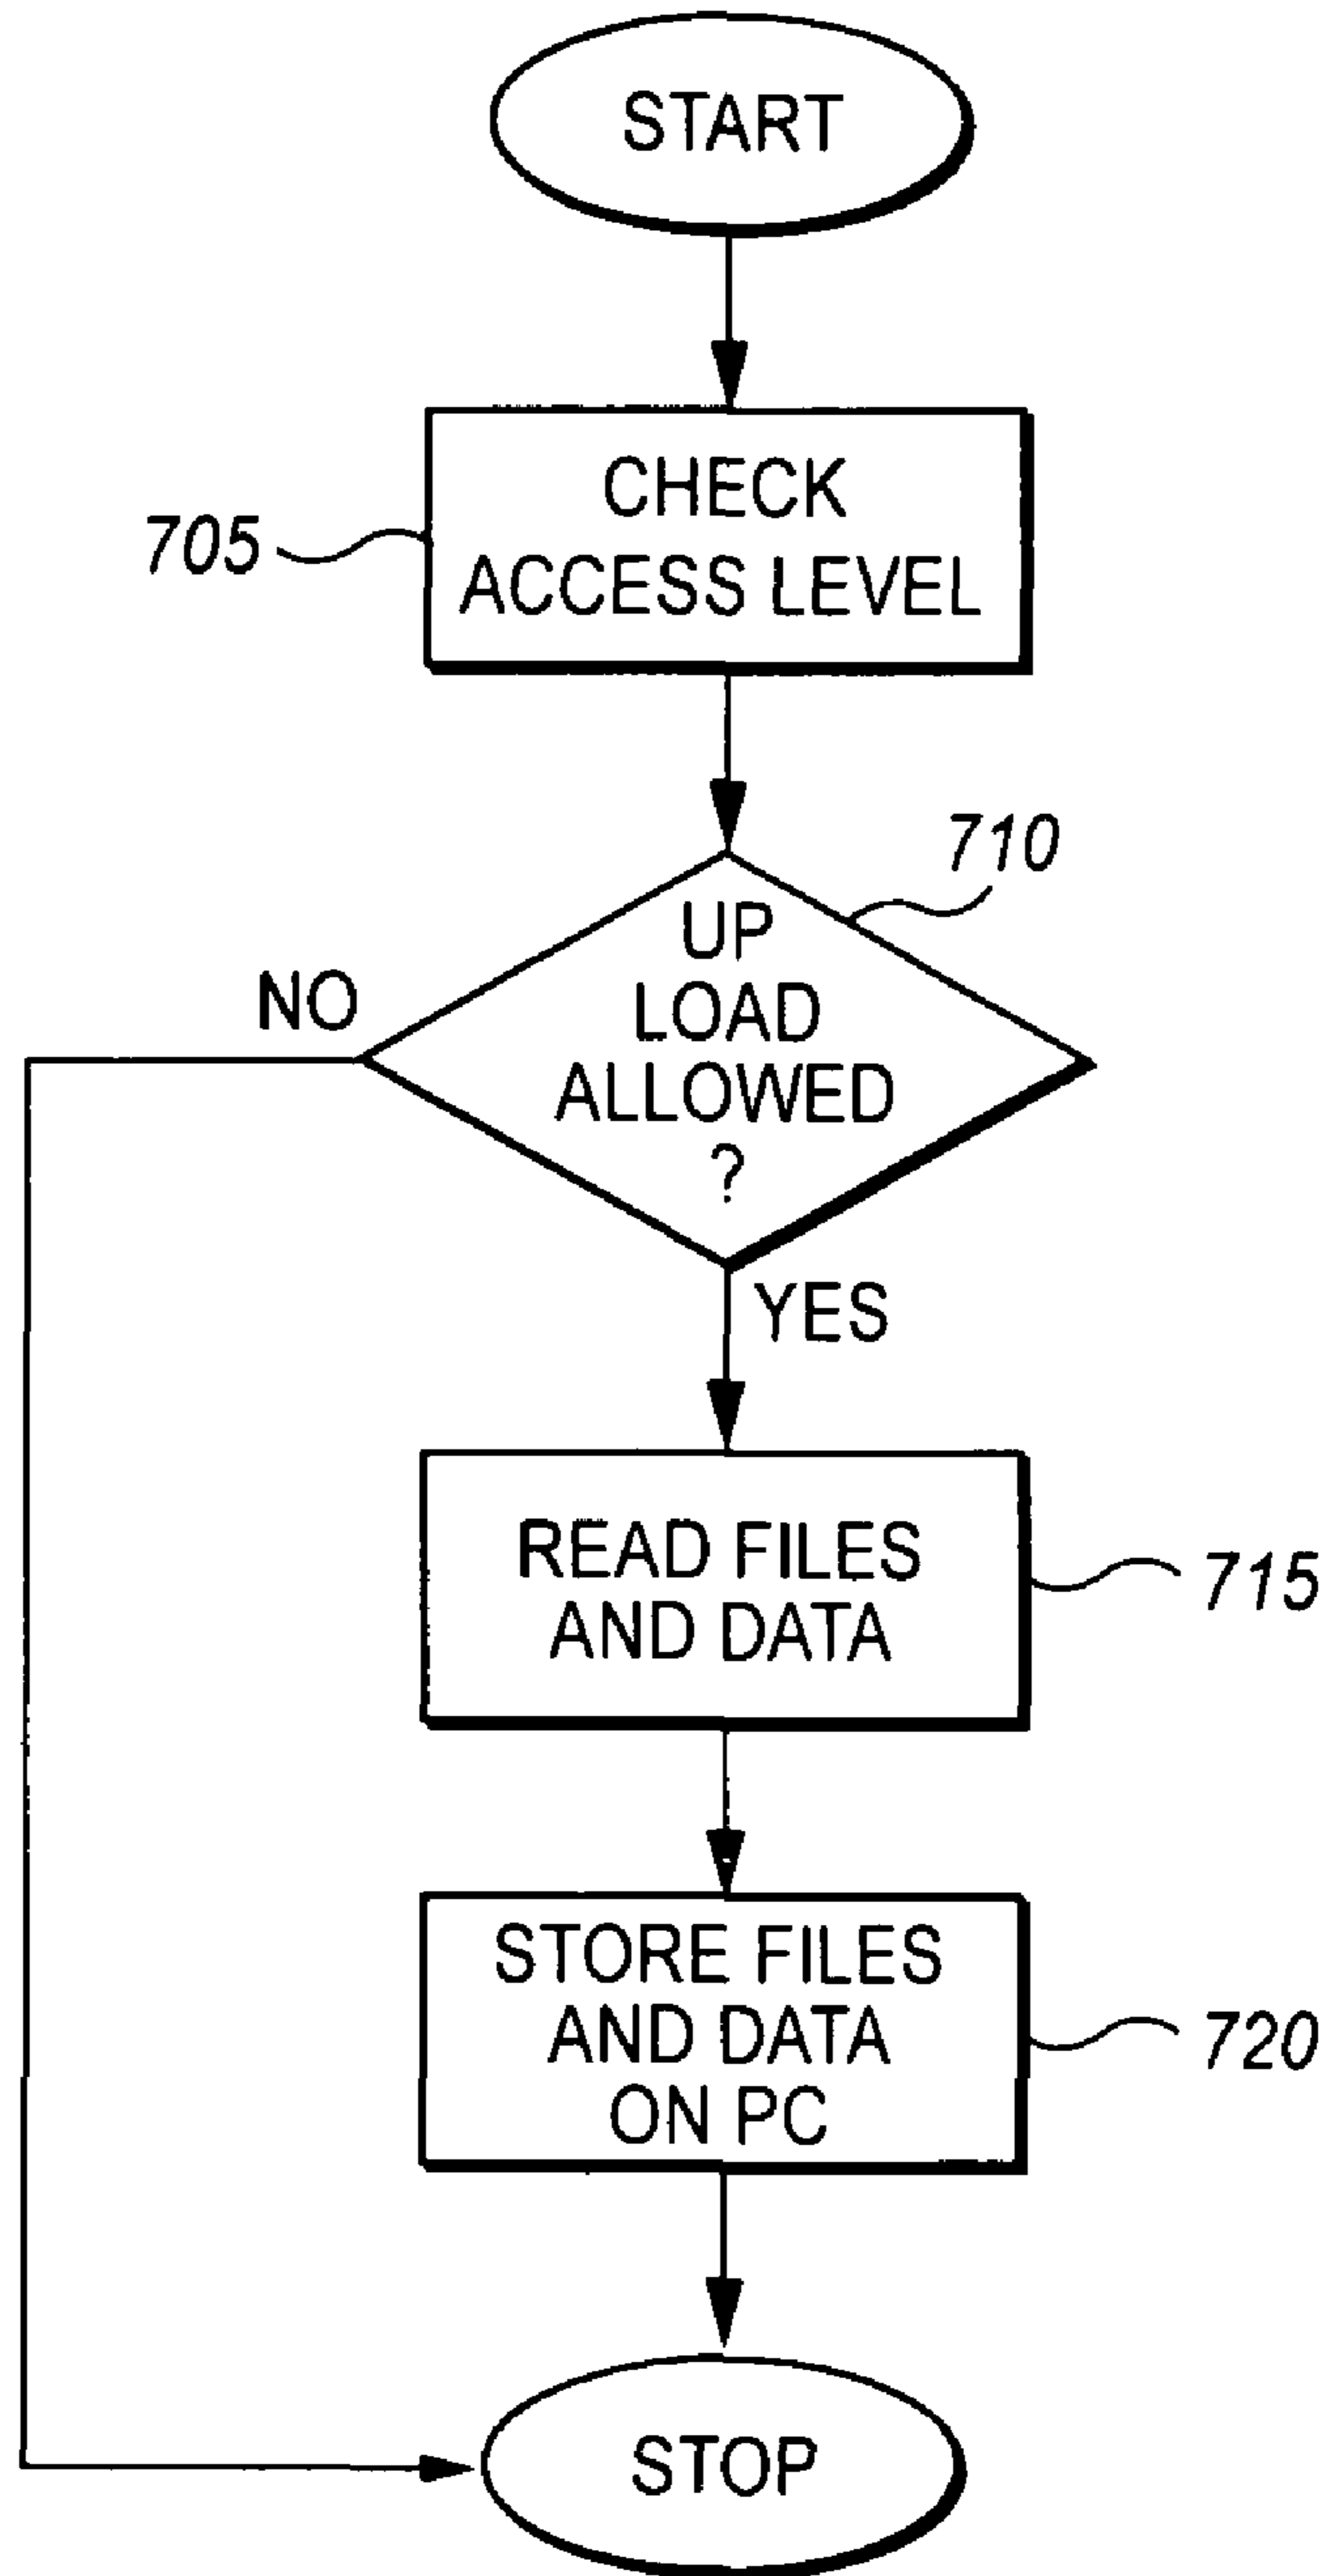 START
CHECK
ACCESS LEVEL
705
710
UP
LOAD
ALLOWED
?
NO
YES
READ FILES
AND DATA
715
STORE FILES
AND DATA
ON PC
720
STOP